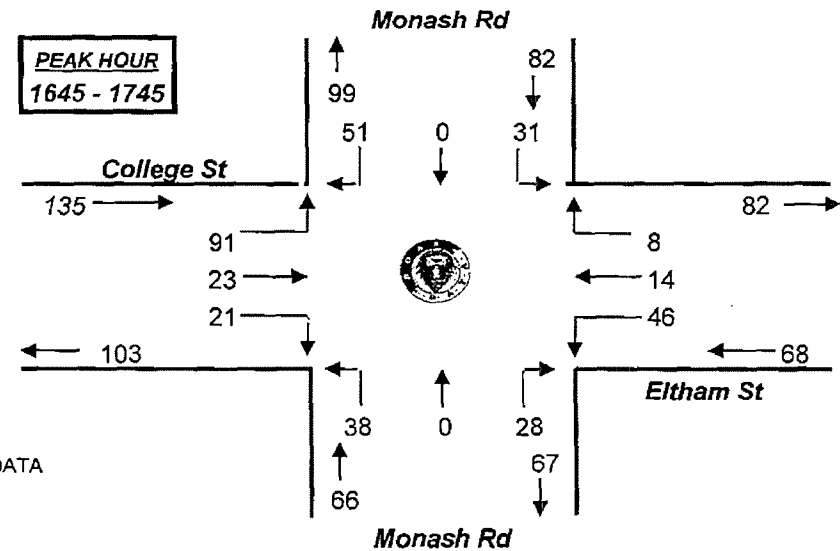 Monash Rd
PEAK HOUR
1645 - 1745
82
99
51 0 31
College St
135
82
91 8
23 14
21 46
103
68
Eltham St
38 0 28
DATA
67
66
Monash Rd